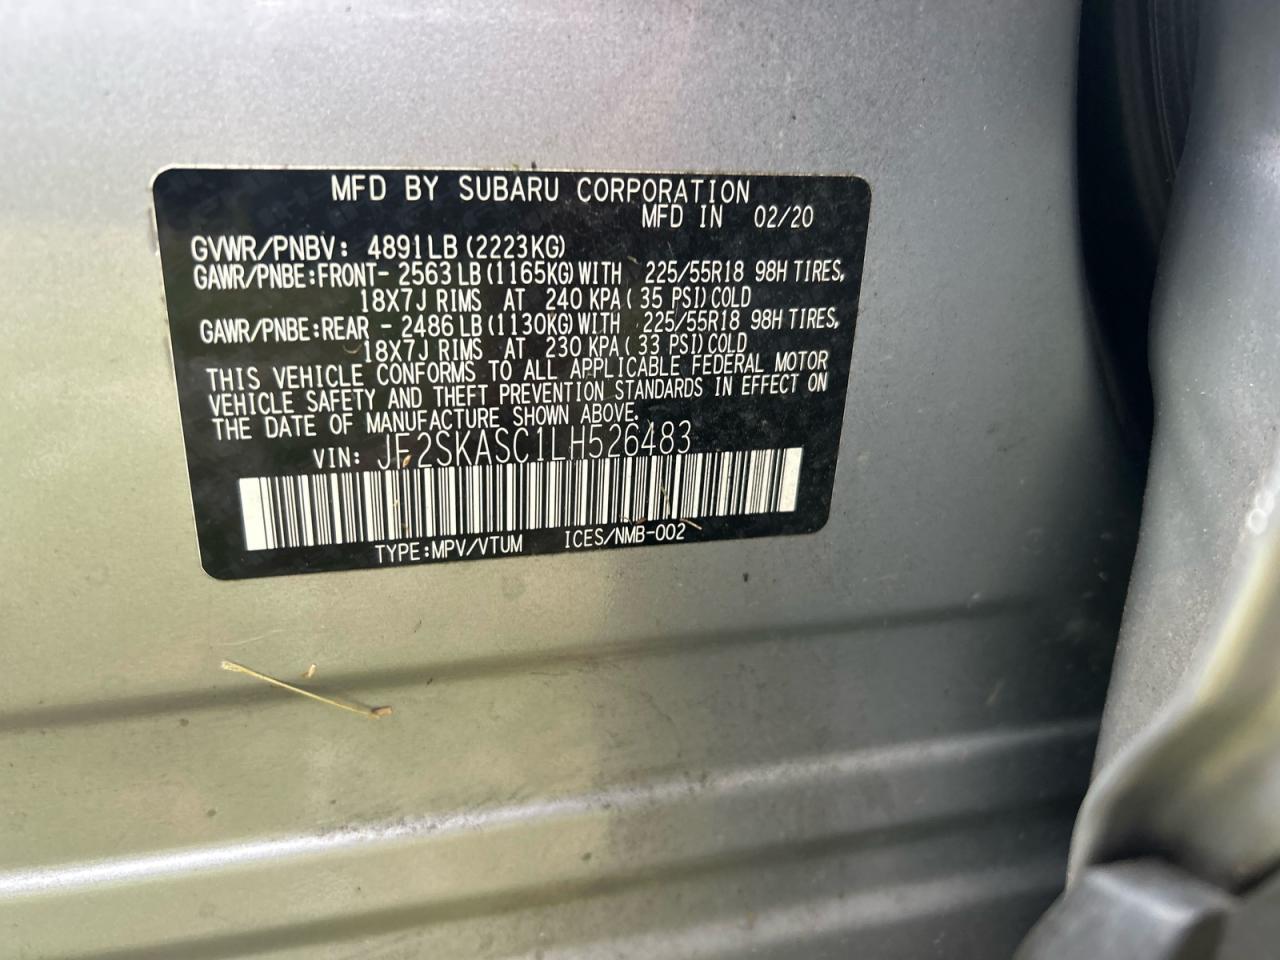 MFD BY SUBARU CORPORATION
MFD IN 02/20
GVWR/PNBV: 4891LB (2223KG)
GAWR/PNBE:FRONT- 2563 LB (1165KG) WITH 225/55R18 98H TIRES,
18X7J RIMS AT 240 KPA ( 35 PSI) COLD
GAWR/PNBE:REAR - 2486 LB (1130KG) WITH 225/55R18 98H TIRES,
18X7J RIMS AT 230 KPA ( 33 PSI) COLD
THIS VEHICLE CONFORMS TO ALL APPLICABLE FEDERAL MOTOR
VEHICLE SAFETY AND THEFT PREVENTION STANDARDS IN EFFECT ON
THE DATE OF MANUFACTURE SHOWN ABOVE.
VIN: JF2SKASC1LH526483
TYPE:MPV/VTUM ICES/NMB-002